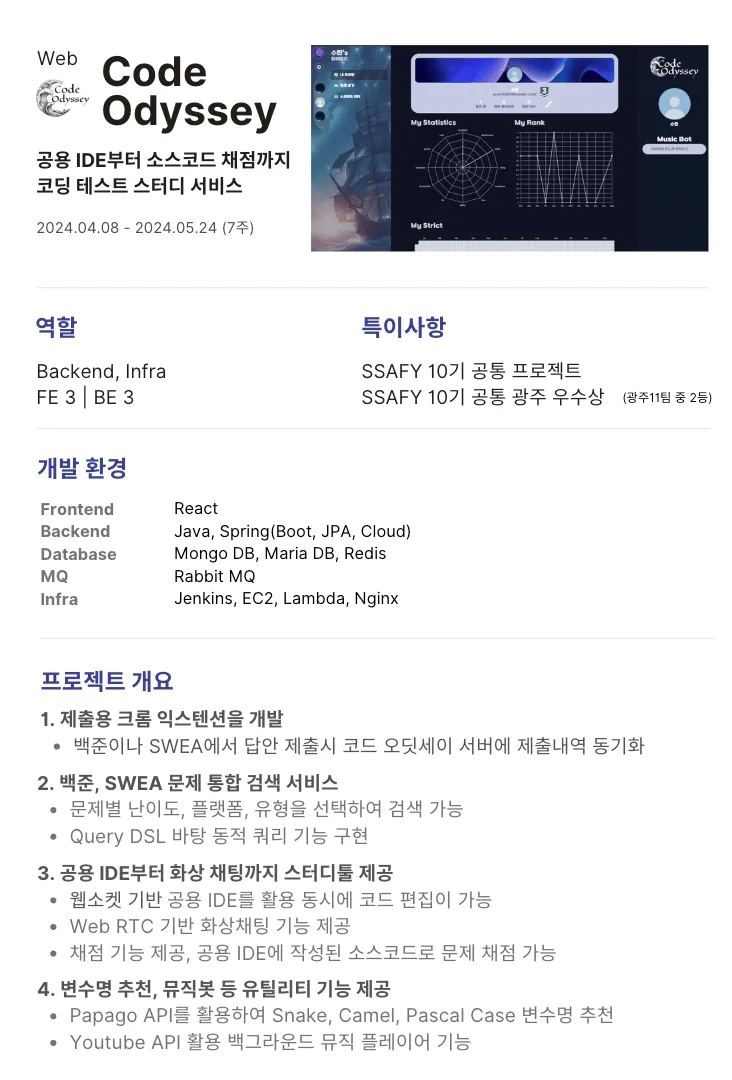 Web
Code
Odyssey
Code
Odyssey
공용 IDE부터 소스코드 채점까지
코딩 테스트 스터디 서비스
2024.04.08 - 2024.05.24 (7주)
수린's
Code
Odyssey
My Statistics
My Rank
수린
Music Bot
My Strict
역할
Backend, Infra
FE 3 | BE 3
특이사항
SSAFY 10기 공통 프로젝트
SSAFY 10기 공통 광주 우수상 (광주11팀 중 2등)
개발 환경
Frontend React
Backend Java, Spring(Boot, JPA, Cloud)
Database Mongo DB, Maria DB, Redis
MQ Rabbit MQ
Infra Jenkins, EC2, Lambda, Nginx
프로젝트 개요
1. 제출용 크롬 익스텐션을 개발
• 백준이나 SWEA에서 답안 제출시 코드 오딧세이 서버에 제출내역 동기화
2. 백준, SWEA 문제 통합 검색 서비스
• 문제별 난이도, 플랫폼, 유형을 선택하여 검색 가능
• Query DSL 바탕 동적 쿼리 기능 구현
3. 공용 IDE부터 화상 채팅까지 스터디툴 제공
• 웹소켓 기반 공용 IDE를 활용 동시에 코드 편집이 가능
• Web RTC 기반 화상채팅 기능 제공
• 채점 기능 제공, 공용 IDE에 작성된 소스코드로 문제 채점 가능
4. 변수명 추천, 뮤직봇 등 유틸리티 기능 제공
• Papago API를 활용하여 Snake, Camel, Pascal Case 변수명 추천
• Youtube API 활용 백그라운드 뮤직 플레이어 기능